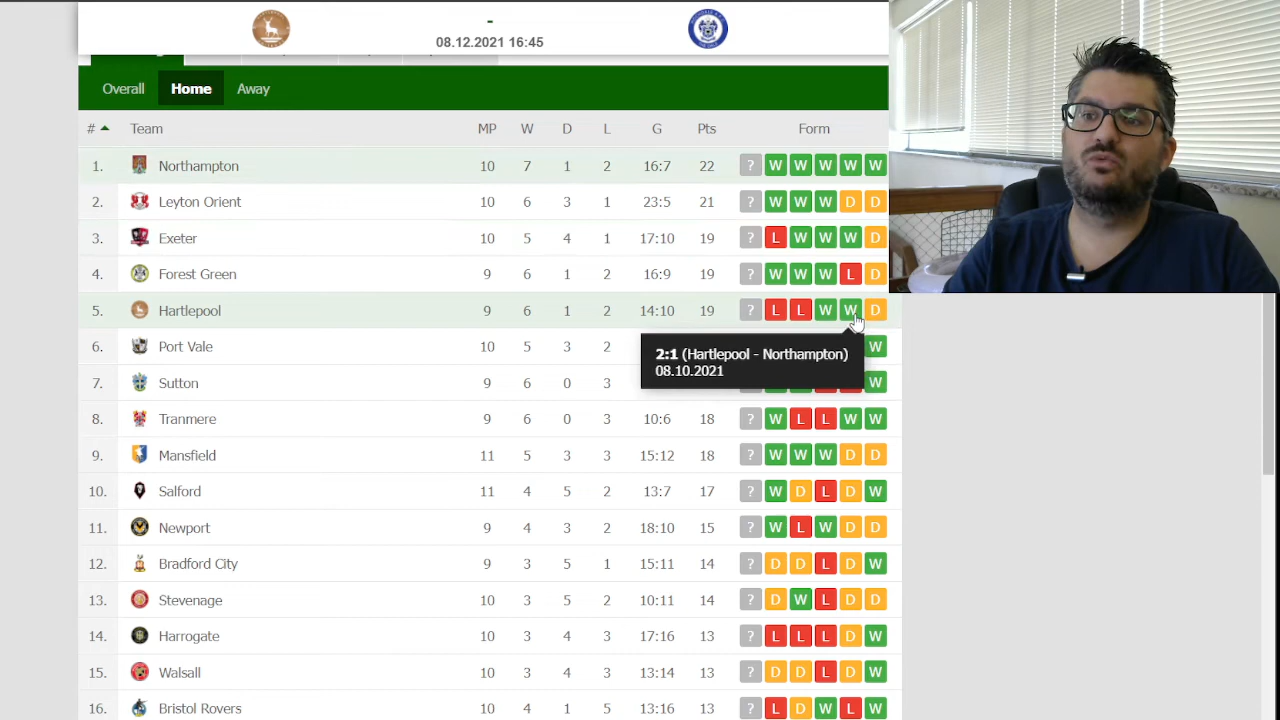 -
08.12.2021 16:45
Overall Home Away
# Team MP W D L G Pts Form
1. Northampton 10 7 1 2 16:7 22 ? W W W W W
2. Leyton Orient 10 6 3 1 23:5 21 ? W W W D D
3. Exeter 10 5 4 1 17:10 19 ? L W W W D
4. Forest Green 9 6 1 2 16:9 19 ? W W W L D
5. Hartlepool 9 6 1 2 14:10 19 ? L L W W D
6. Port Vale 10 5 3 2 W
2:1 (Hartlepool - Northampton)
08.10.2021
7. Sutton 9 6 0 3 W
8. Tranmere 9 6 0 3 10:6 18 ? W L L W W
9. Mansfield 11 5 3 3 15:12 18 ? W W W D D
10. Salford 11 4 5 2 13:7 17 ? W D L D W
11. Newport 9 4 3 2 18:10 15 ? W L W D D
12. Bradford City 9 3 5 1 15:11 14 ? D D L D W
13. Stevenage 10 3 5 2 10:11 14 ? D W L D D
14. Harrogate 10 3 4 3 17:16 13 ? L L L D W
15. Walsall 10 3 4 3 13:14 13 ? D D L D W
16. Bristol Rovers 10 4 1 5 13:16 13 ? L D W L W